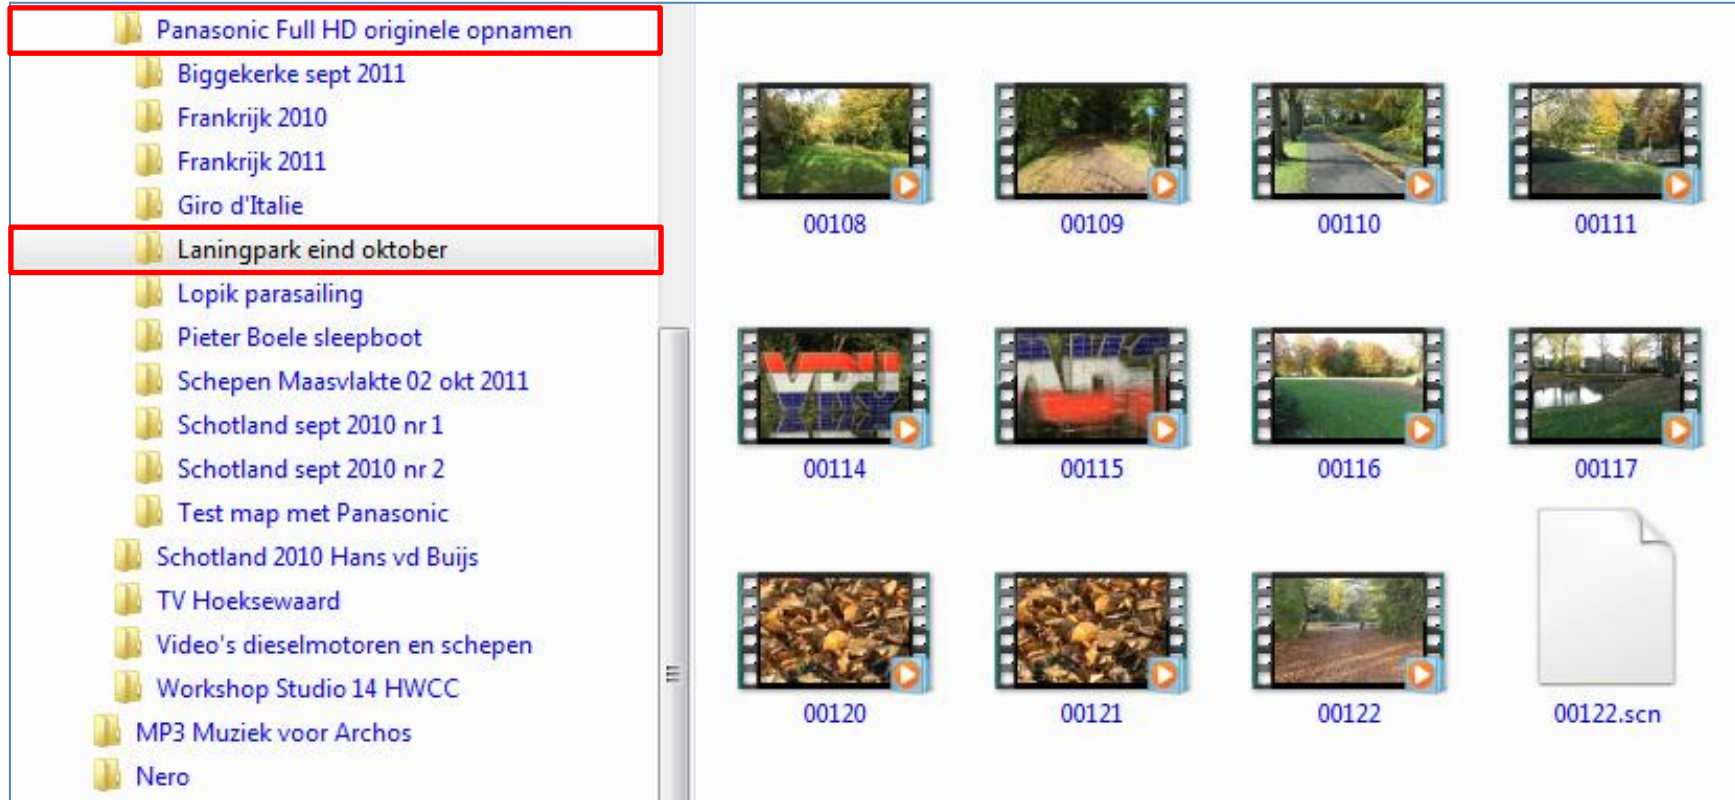 Panasonic Full HD originele opnamen
Biggekerke sept 2011
Frankrijk 2010
Frankrijk 2011
Giro d'Italie
Laningpark eind oktober
Lopik parasailing
Pieter Boele sleepboot
Schepen Maasvlakte 02 okt 2011
Schotland sept 2010 nr 1
Schotland sept 2010 nr 2
Test map met Panasonic
Schotland 2010 Hans vd Buijs
TV Hoeksewaard
Video's dieselmotoren en schepen
Workshop Studio 14 HWCC
MP3 Muziek voor Archos
Nero
00108 00109 00110 00111
00114 00115 00116 00117
00120 00121 00122 00122.scn